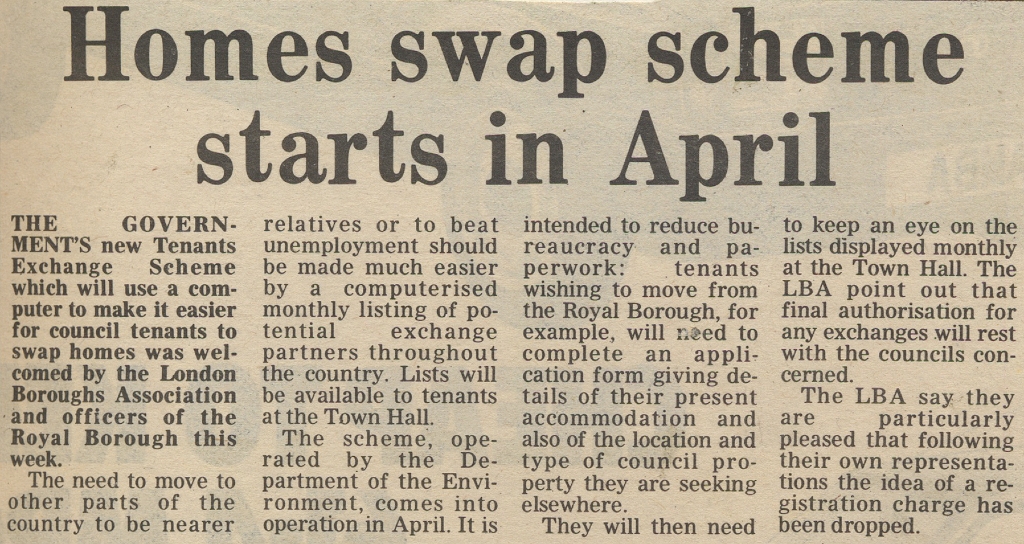 Homes swap scheme
starts in April
THE GOVERN-
MENT'S new Tenants
Exchange Scheme
which will use a com-
puter to make it easier
for council tenants to
swap homes was wel-
comed by the London
Boroughs Association
and officers of the
Royal Borough this
week.
The need to move to
other parts of the
country to be nearer
relatives or to beat
unemployment should
be made much easier
by a computerised
monthly listing of po-
tential exchange
partners throughout
the country. Lists will
be available to tenants
at the Town Hall.
The scheme, ope-
rated by the De-
partment of the Envi-
ronment, comes into
operation in April. It is
intended to reduce bu-
reaucracy and pa-
perwork: tenants
wishing to move from
the Royal Borough, for
example, will need to
complete an appli-
cation form giving de-
tails of their present
accommodation and
also of the location and
type of council pro-
perty they are seeking
elsewhere.
They will then need
to keep an eye on the
lists displayed monthly
at the Town Hall. The
LBA point out that
final authorisation for
any exchanges will rest
with the councils con-
cerned.
The LBA say they
are particularly
pleased that following
their own representa-
tions the idea of a re-
gistration charge has
been dropped.